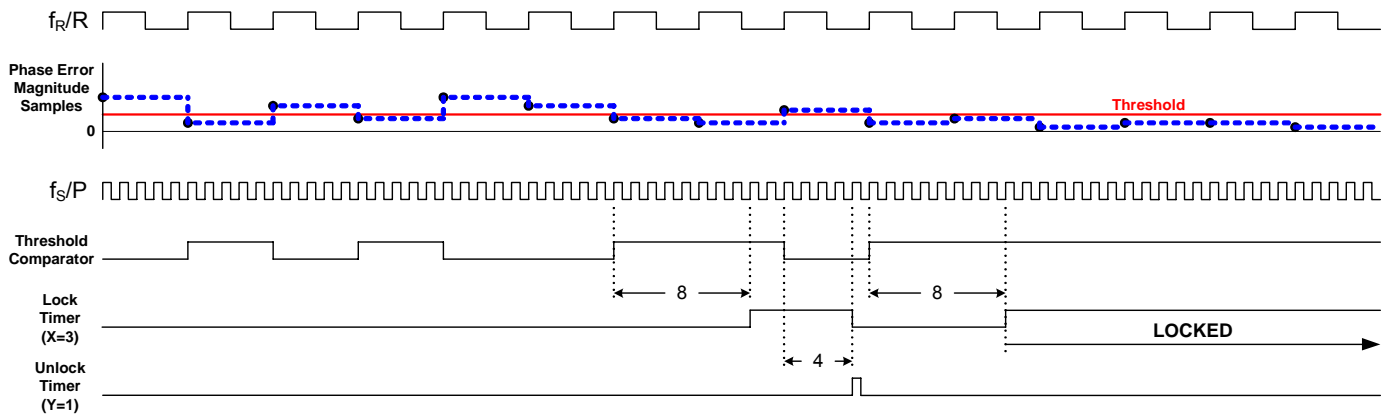 fR/R
Phase Error
Magnitude
Samples
Threshold
0
fS/P
Threshold
Comparator
8
8
Lock
Timer
(X=3)
LOCKED
4
Unlock
Timer
(Y=1)